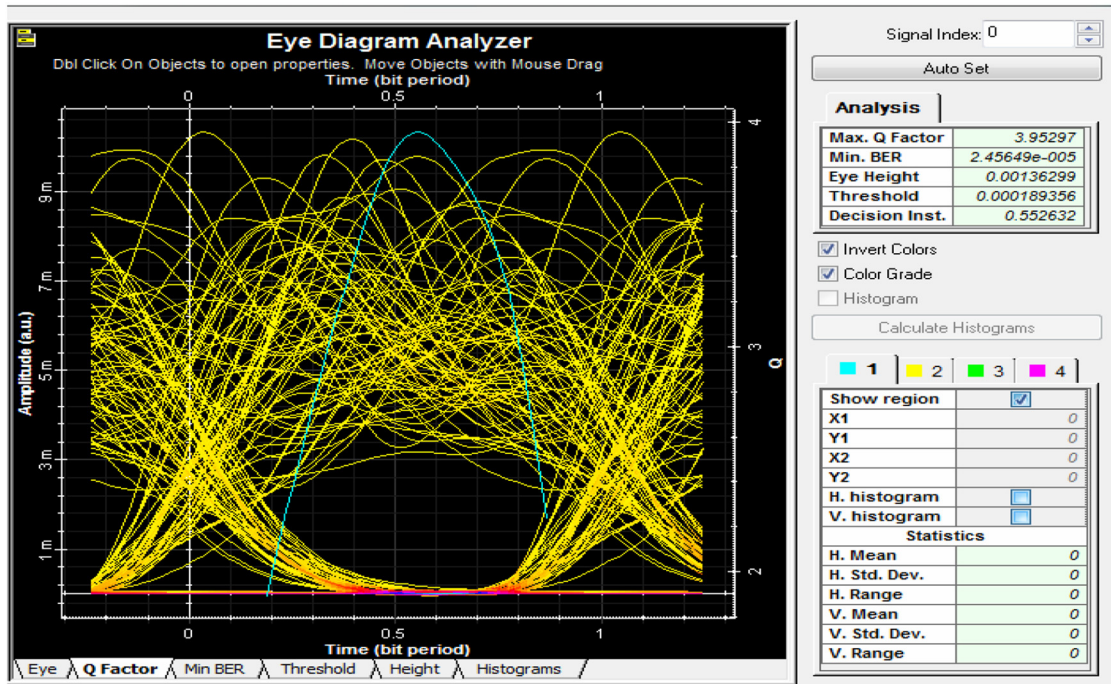 Eye Diagram Analyzer
Dbl Click On Objects to open properties. Move Objects with Mouse Drag
Time (bit period)
0 0.5 1
Amplitude (a.u.)
9m
7m
5m
3m
1m
4
3
2
Q
0 0.5 1
Time (bit period)
Eye Q Factor Min BER Threshold Height Histograms
Signal Index: 0
Auto Set
Analysis
Max. Q Factor 3.95297
Min. BER 2.45649e-005
Eye Height 0.00136299
Threshold 0.000189356
Decision Inst. 0.552632
Invert Colors
Color Grade
Histogram
Calculate Histograms
1 2 3 4
Show region
X1 0
Y1 0
X2 0
Y2 0
H. histogram
V. histogram
Statistics
H. Mean 0
H. Std. Dev. 0
H. Range 0
V. Mean 0
V. Std. Dev. 0
V. Range 0